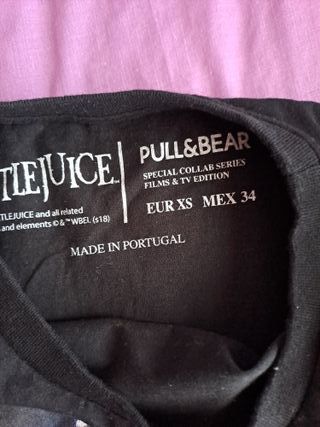 TLEJUICE
PULL&BEAR
SPECIAL COLLAB SERIES
FILMS & TV EDITION
TLEJUICE and all related
and elements © & ™ WBEI. (s18)
EUR XS MEX 34
MADE IN PORTUGAL